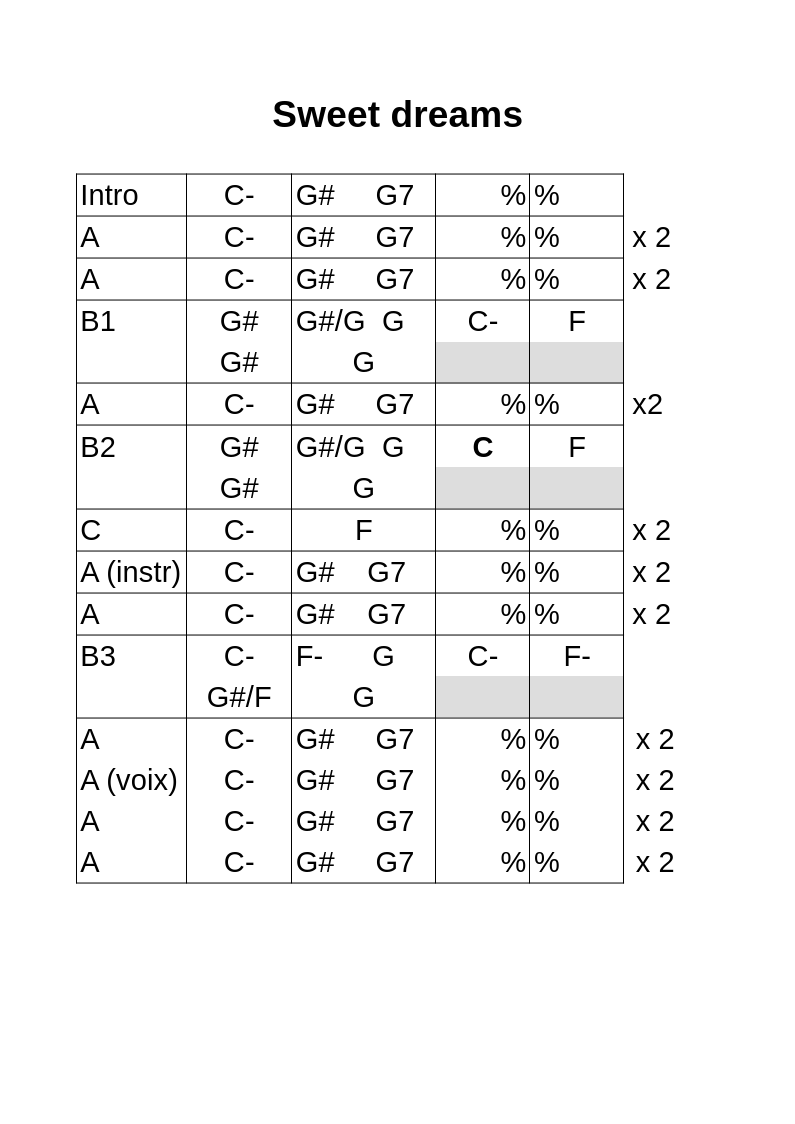 Sweet dreams
Intro C- G# G7 % %
A C- G# G7 % % x 2
A C- G# G7 % % x 2
B1 G# G#/G G C- F
G# G
A C- G# G7 % % x2
B2 G# G#/G G C F
G# G
C C- F % % x 2
A (instr) C- G# G7 % % x 2
A C- G# G7 % % x 2
B3 C- F- G C- F-
G#/F G
A C- G# G7 % % x 2
A (voix) C- G# G7 % % x 2
A C- G# G7 % % x 2
A C- G# G7 % % x 2